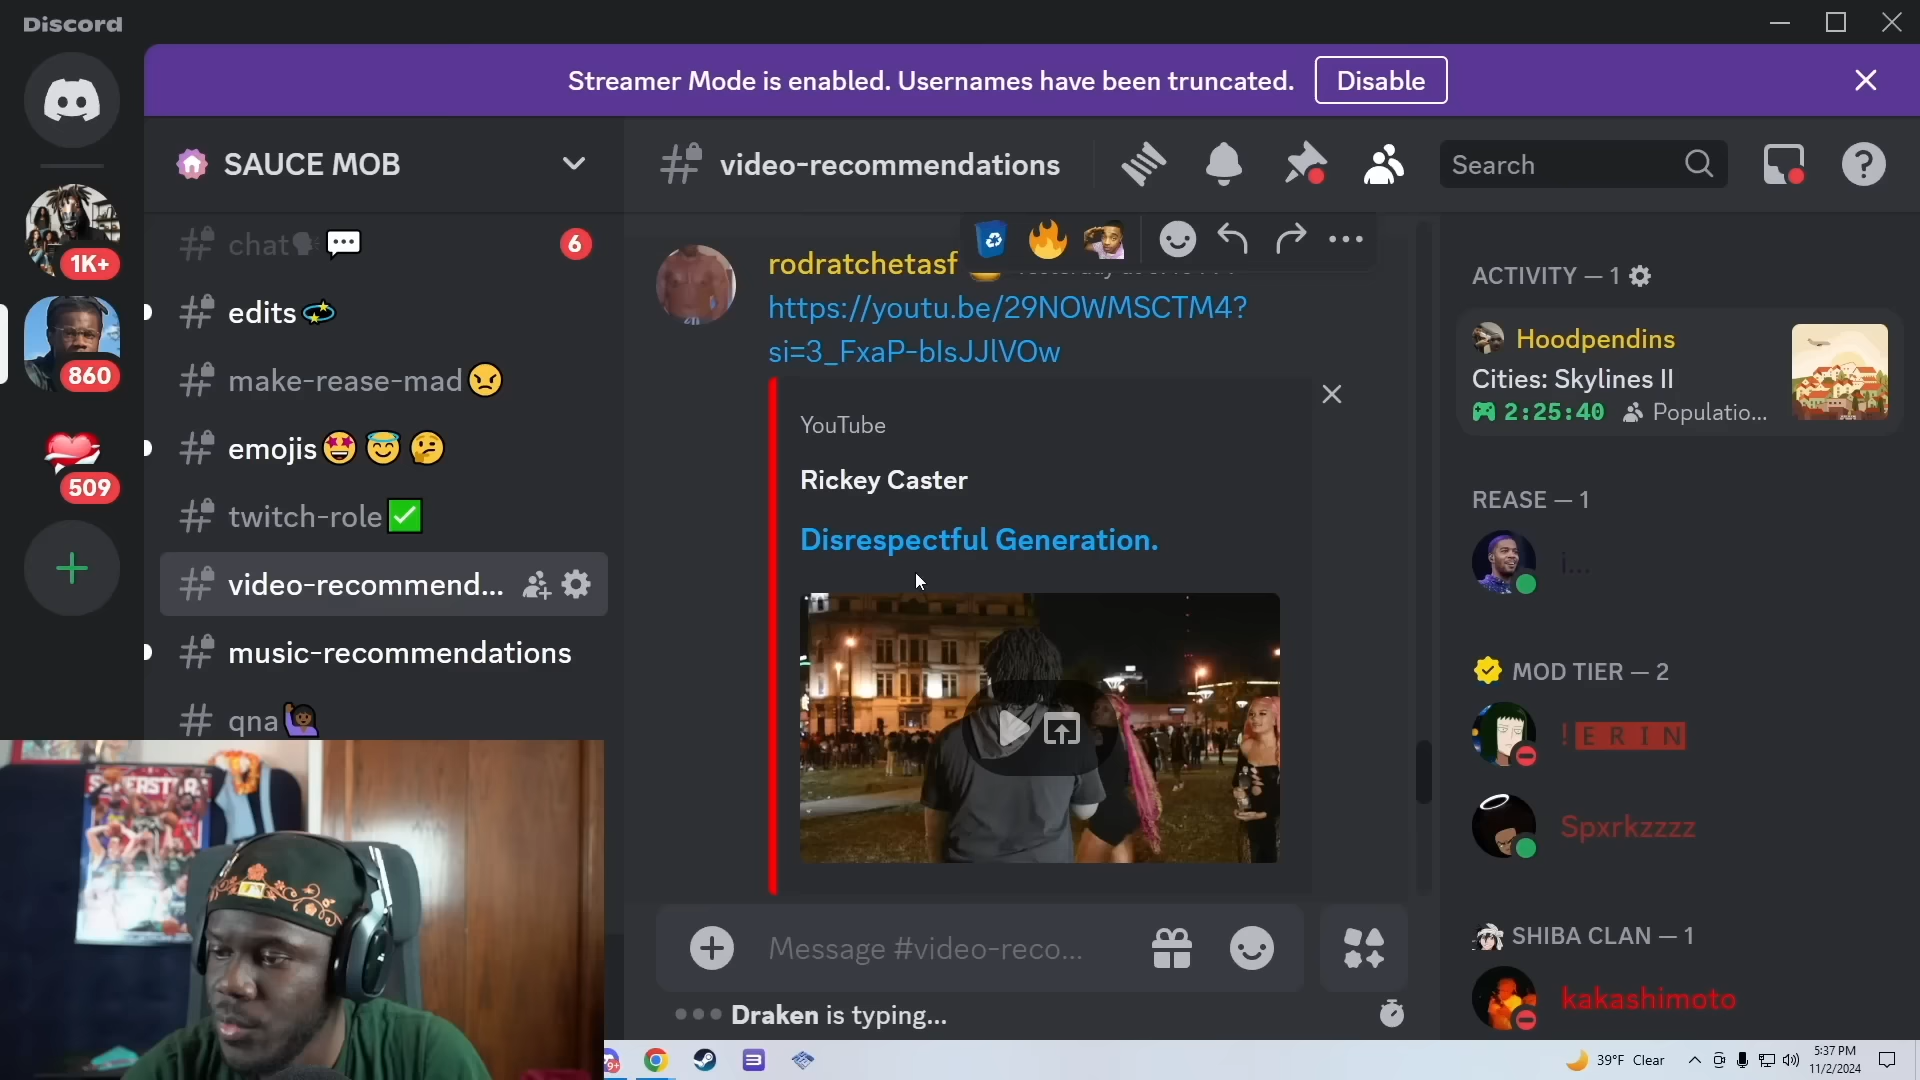 Discord
Streamer Mode is enabled. Usernames have been truncated.
Disable
SAUCE MOB
video-recommendations
Search
1K+
860
509
chat
6
edits
make-rease-mad
emojis
twitch-role
video-recommend...
music-recommendations
qna
rodratchetasf
https://youtu.be/29NOWMSCTM4?
si=3_FxaP-bIsJJlVOw
YouTube
Rickey Caster
Disrespectful Generation.
Message #video-reco...
Draken is typing...
ACTIVITY — 1
Hoodpendins
Cities: Skylines II
2:25:40
Populatio...
REASE — 1
i...
MOD TIER — 2
! E R I N
Spxrkzzzz
SHIBA CLAN — 1
kakashimoto
39°F Clear
5:37 PM
11/2/2024